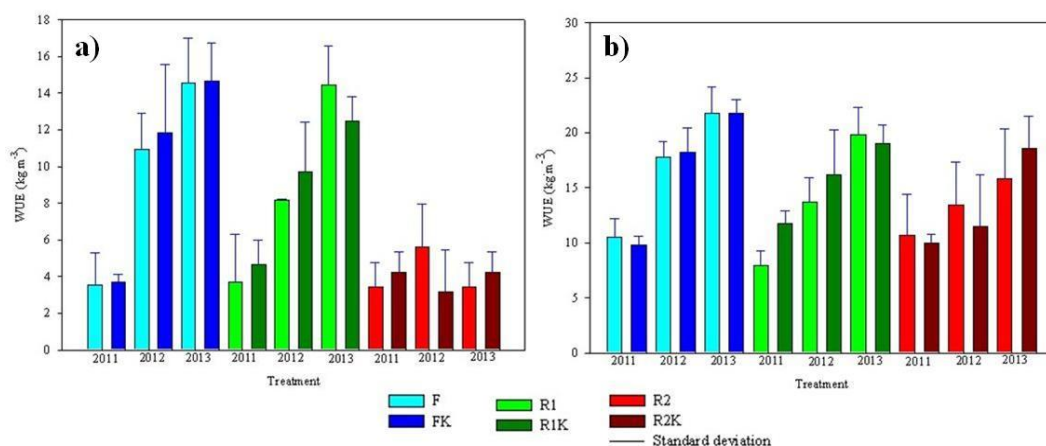 a)
18
16
14
12
10
8
6
4
2
0
WUE (kg m-3)
2011 2012 2013 2011 2012 2013 2011 2012 2013
Treatment
b)
30
25
20
15
10
5
0
WUE (kg m-3)
2011 2012 2013 2011 2012 2013 2011 2012 2013
Treatment
F R1 R2
FK R1K R2K
Standard deviation